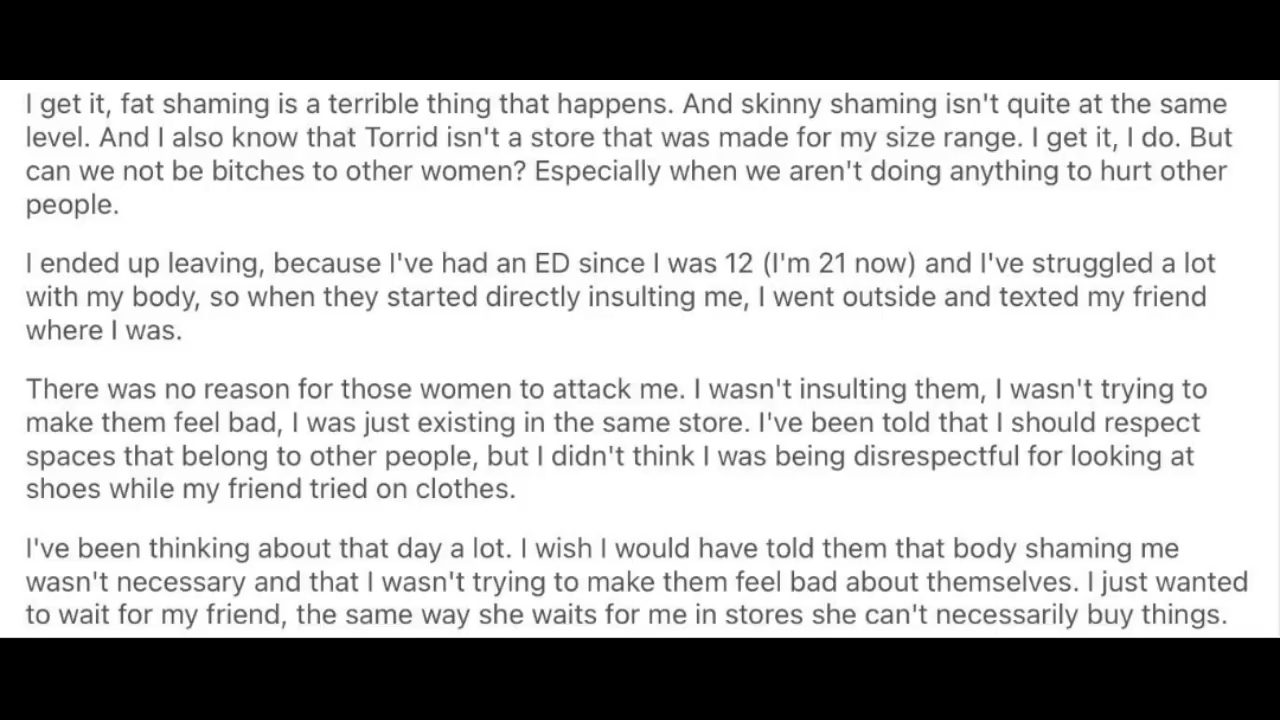 I get it, fat shaming is a terrible thing that happens. And skinny shaming isn't quite at the same
level. And I also know that Torrid isn't a store that was made for my size range. I get it, I do. But
can we not be bitches to other women? Especially when we aren't doing anything to hurt other
people.
I ended up leaving, because I've had an ED since I was 12 (I'm 21 now) and I've struggled a lot
with my body, so when they started directly insulting me, I went outside and texted my friend
where I was.
There was no reason for those women to attack me. I wasn't insulting them, I wasn't trying to
make them feel bad, I was just existing in the same store. I've been told that I should respect
spaces that belong to other people, but I didn't think I was being disrespectful for looking at
shoes while my friend tried on clothes.
I've been thinking about that day a lot. I wish I would have told them that body shaming me
wasn't necessary and that I wasn't trying to make them feel bad about themselves. I just wanted
to wait for my friend, the same way she waits for me in stores she can't necessarily buy things.